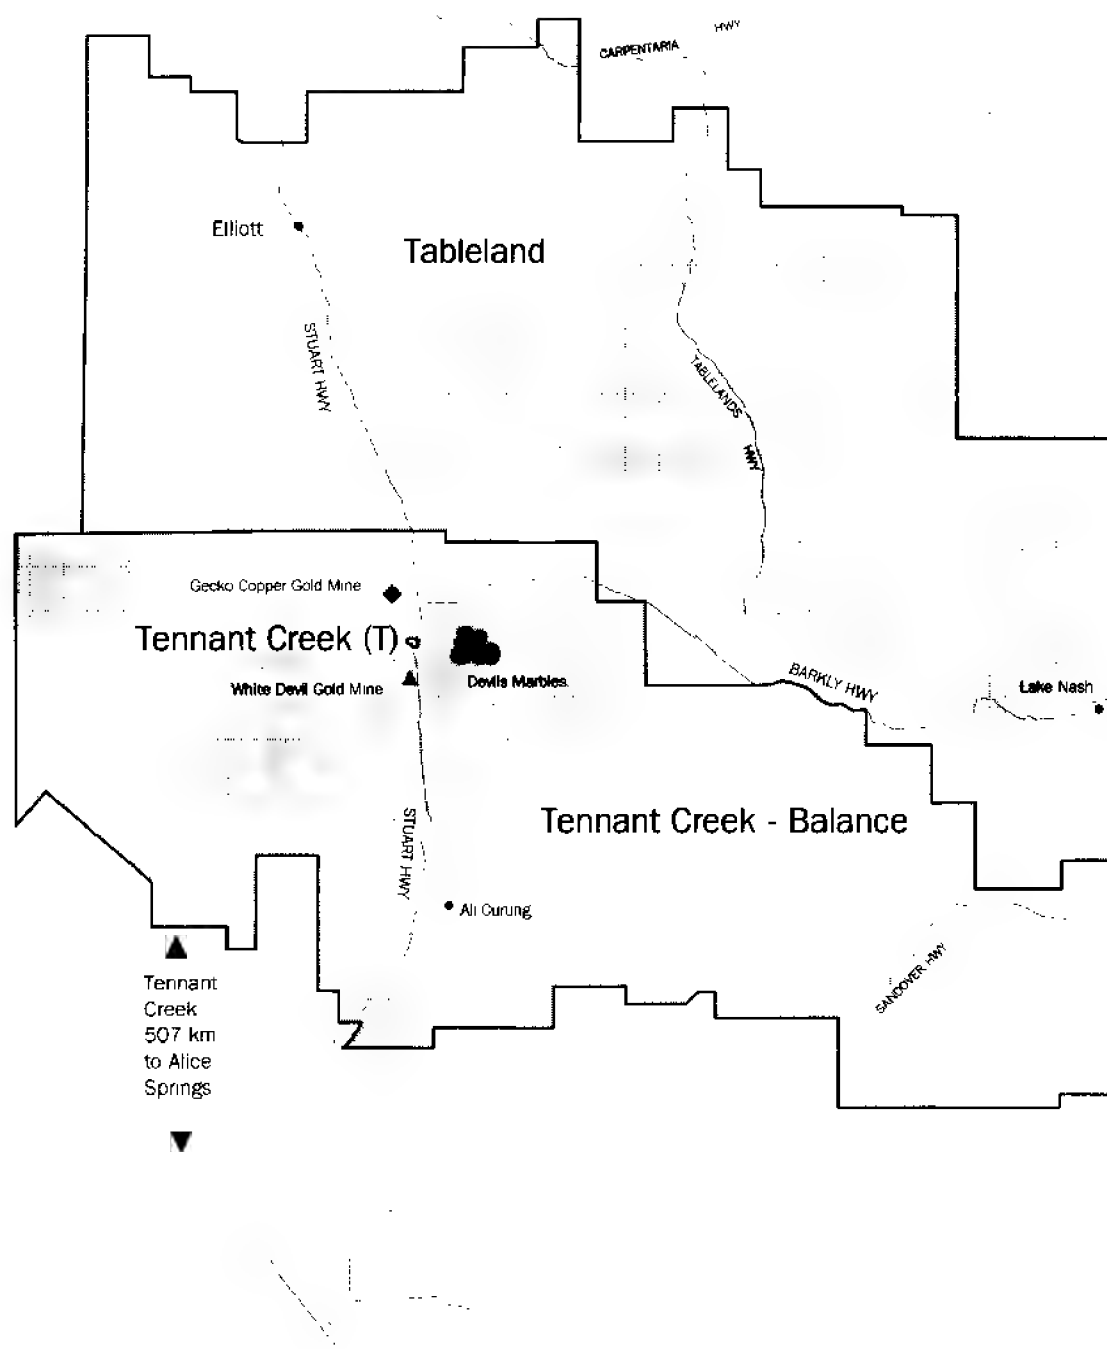 HWY
CARPENTARIA
Elliott
Tableland
STUART HWY
TABLELANDS
HWY
Gecko Copper Gold Mine
Tennant Creek (T)
White Devil Gold Mine
Devils Marbles
BARKLY HWY
Lake Nash
Tennant Creek - Balance
STUART HWY
Ali Curung
SANDOVER HWY
Tennant
Creek
507 km
to Alice
Springs